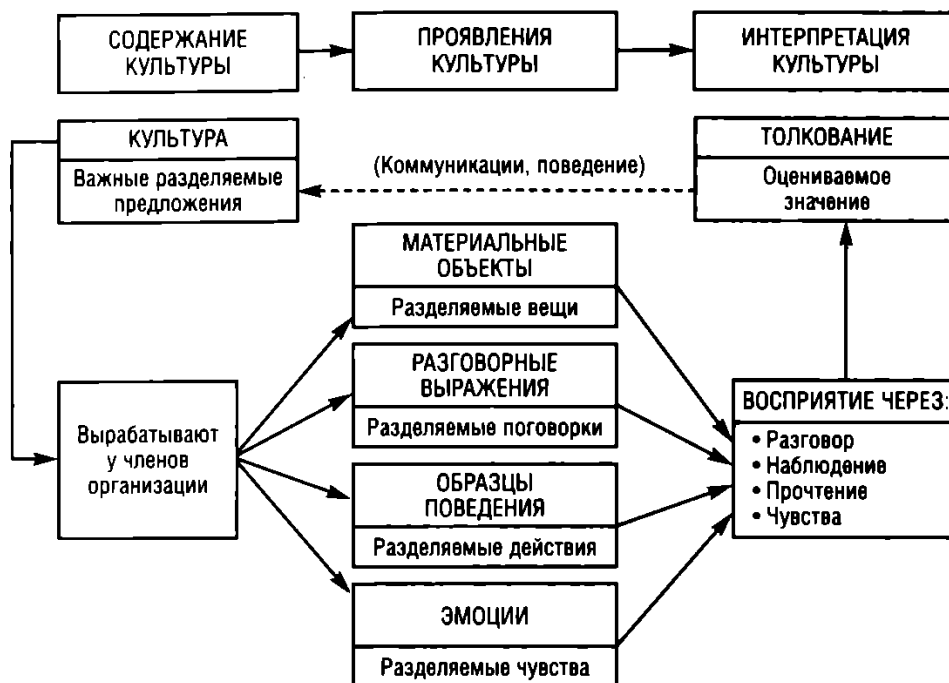 СОДЕРЖАНИЕ
КУЛЬТУРЫ
ПРОЯВЛЕНИЯ
КУЛЬТУРЫ
ИНТЕРПРЕТАЦИЯ
КУЛЬТУРЫ
КУЛЬТУРА
Важные разделяемые
предложения
(Коммуникации, поведение)
ТОЛКОВАНИЕ
Оцениваемое
значение
МАТЕРИАЛЬНЫЕ
ОБЪЕКТЫ
Разделяемые вещи
РАЗГОВОРНЫЕ
ВЫРАЖЕНИЯ
Разделяемые поговорки
Вырабатывают
у членов
организации
ОБРАЗЦЫ
ПОВЕДЕНИЯ
Разделяемые действия
ЭМОЦИИ
Разделяемые чувства
ВОСПРИЯТИЕ ЧЕРЕЗ:
• Разговор
• Наблюдение
• Прочтение
• Чувства